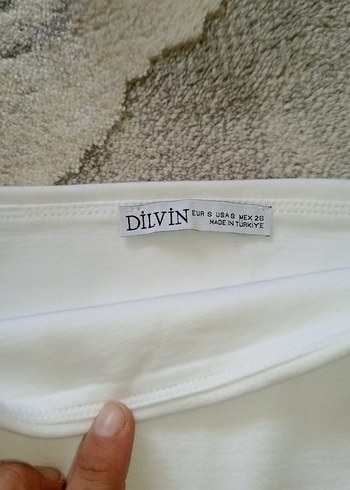 DİLVİN
EUR S USA S MEX 26
MADE IN TÜRKİYE